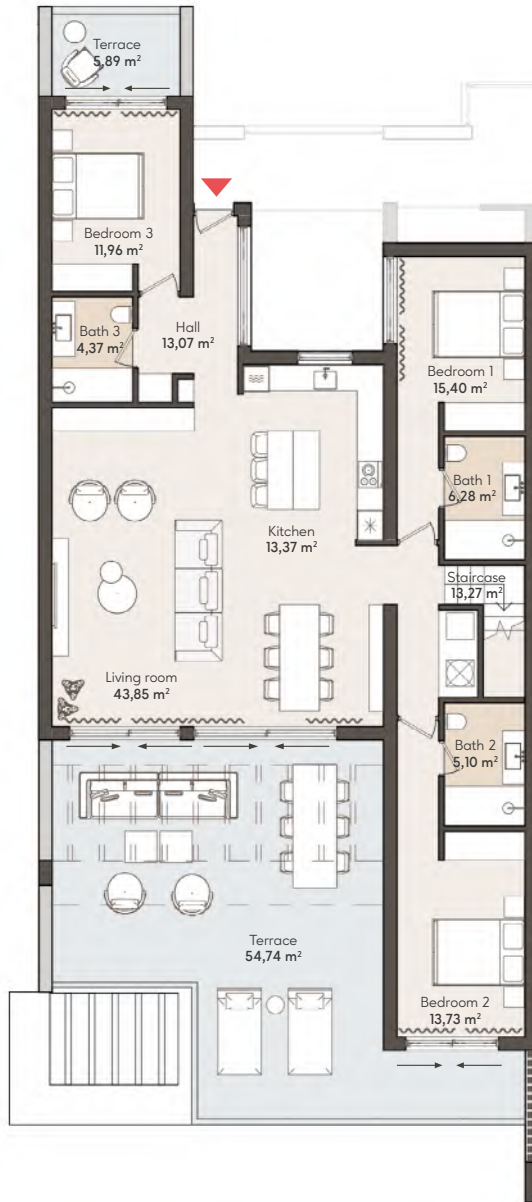 Terrace
5,89 m²
Bedroom 3
11,96 m²
Bath 3
4,37 m²
Hall
13,07 m²
Bedroom 1
15,40 m²
Bath 1
6,28 m²
Kitchen
13,37 m²
Staircase
13,27 m²
Living room
43,85 m²
Bath 2
5,10 m²
Terrace
54,74 m²
Bedroom 2
13,73 m²